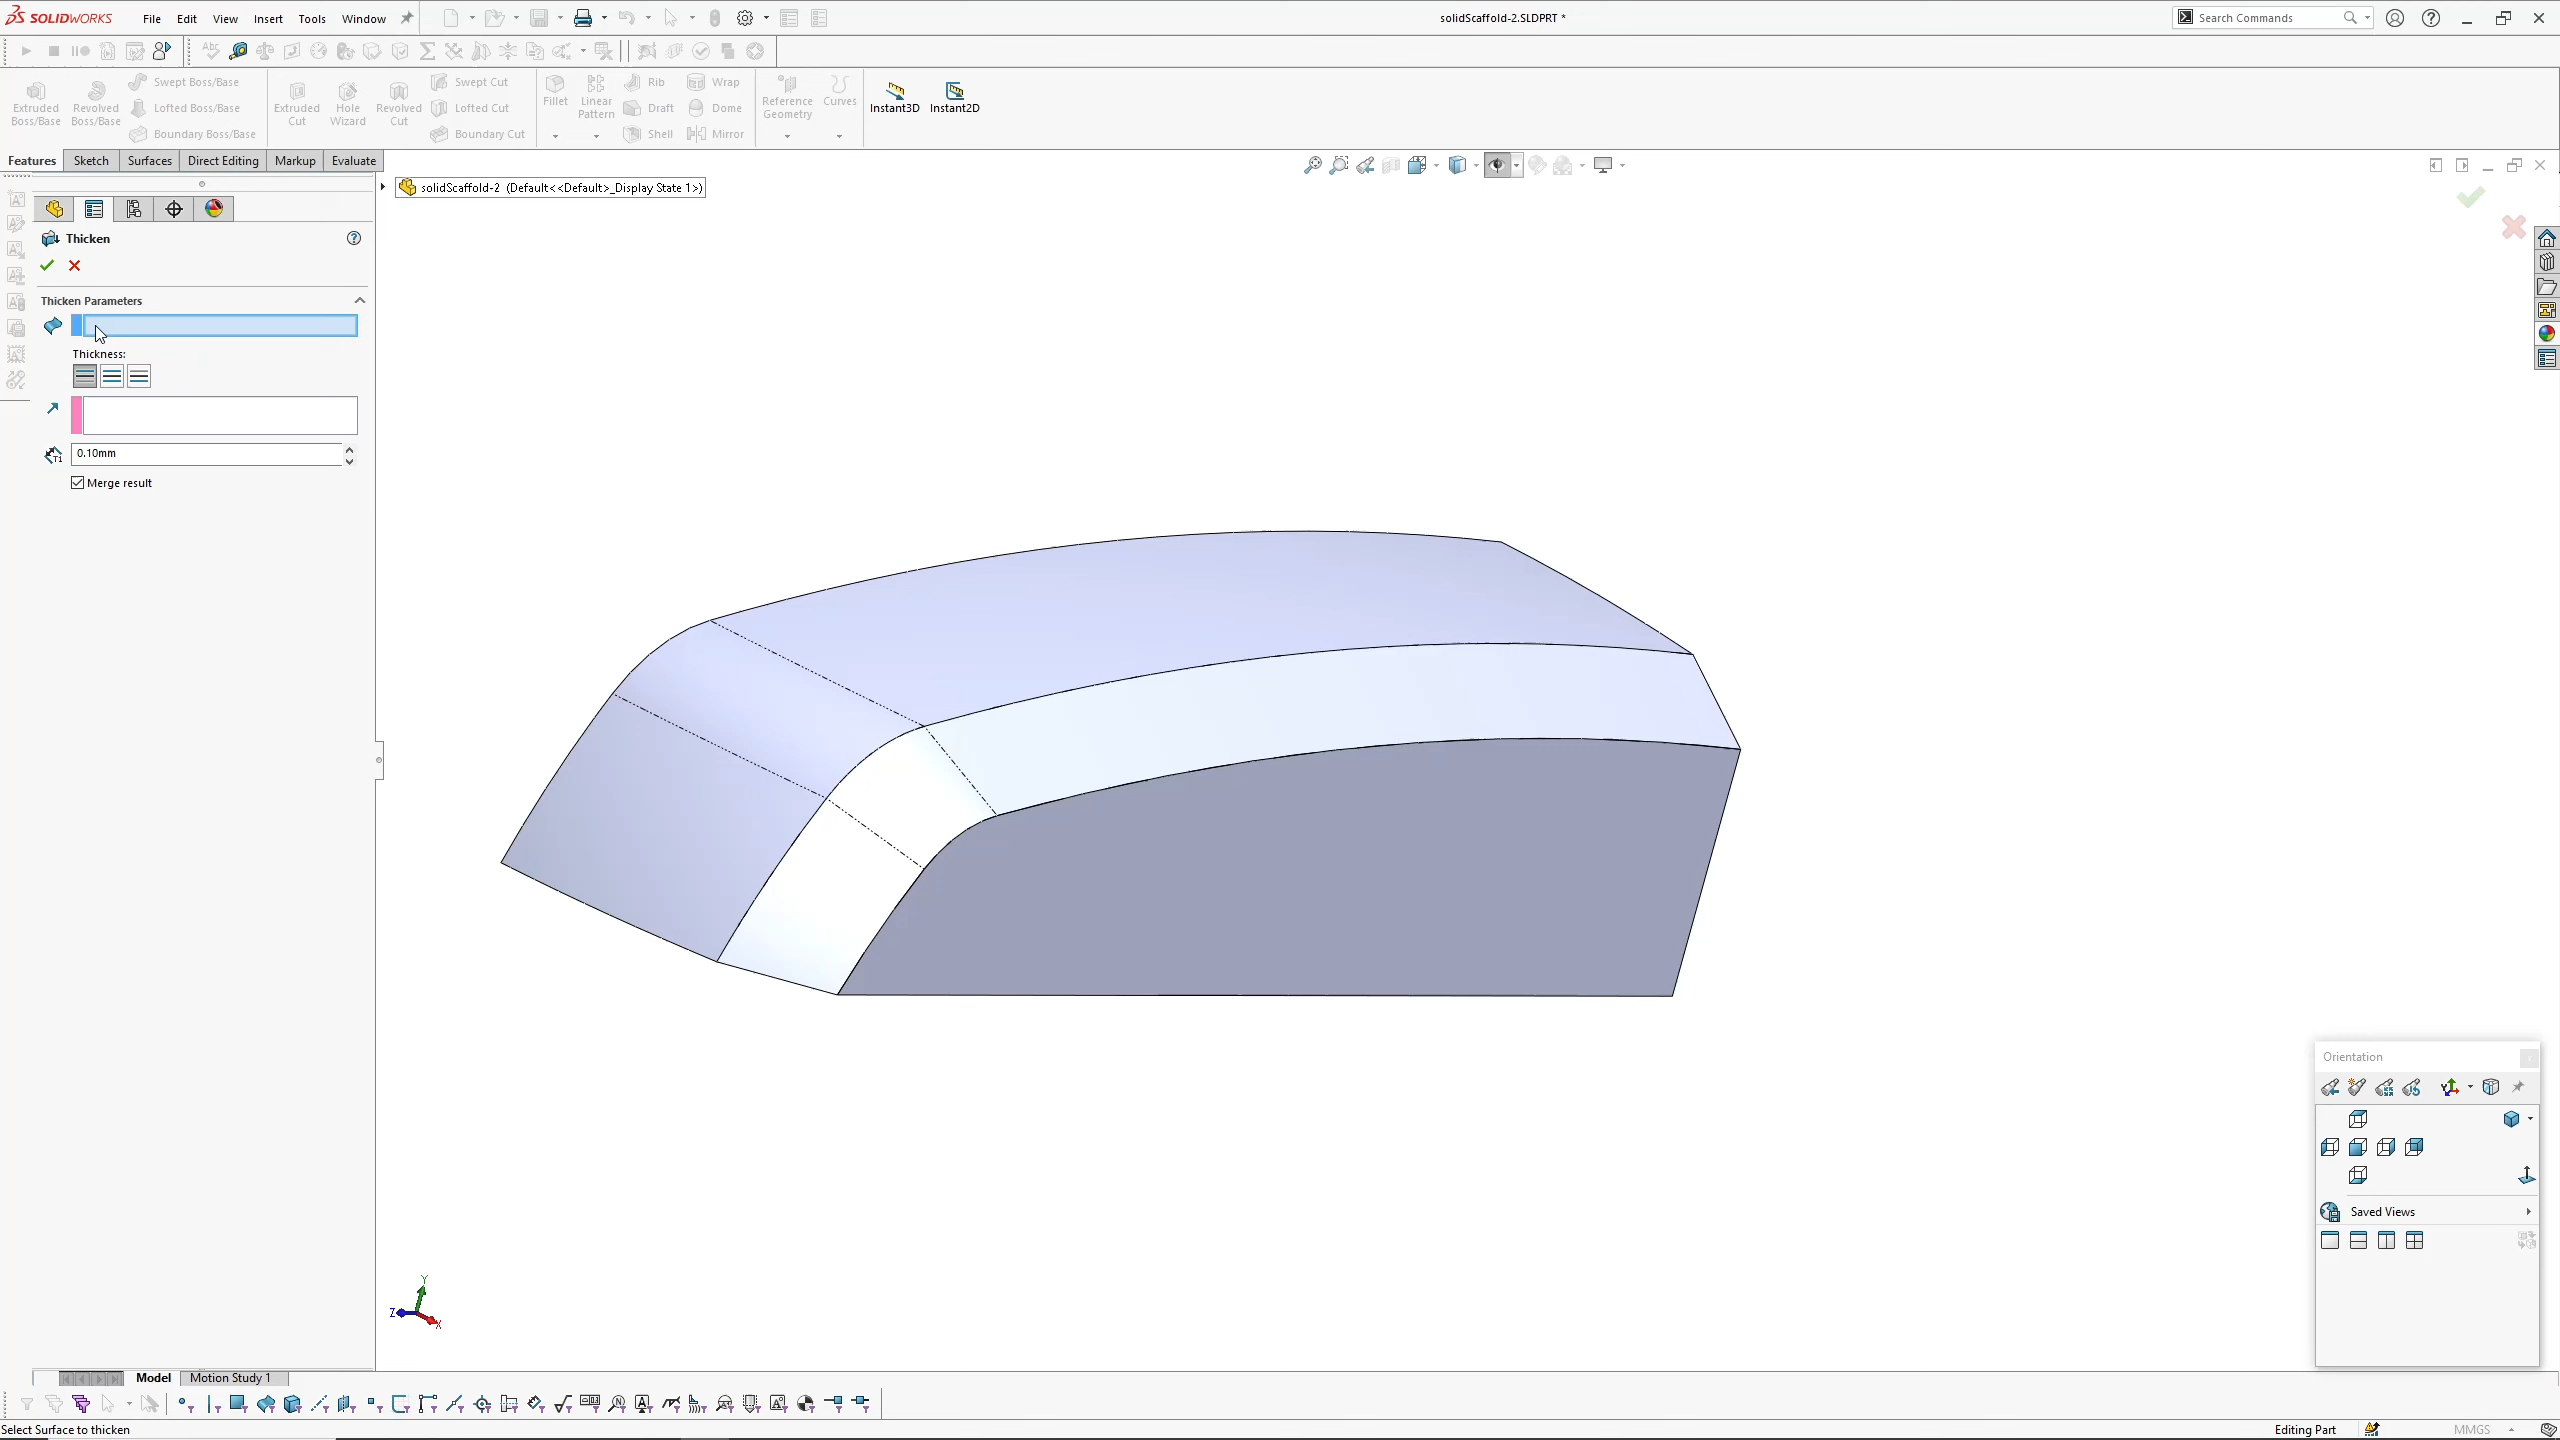 SOLIDWORKS File Edit View Insert Tools Window solidScaffold-2.SLDPRT * Search Commands
Extruded Boss/Base
Revolved Boss/Base
Swept Boss/Base
Lofted Boss/Base
Boundary Boss/Base
Extruded Cut
Hole Wizard
Revolved Cut
Swept Cut
Lofted Cut
Boundary Cut
Fillet
Linear Pattern
Rib
Draft
Shell
Wrap
Dome
Mirror
Reference Geometry
Curves
Instant3D
Instant2D
Features Sketch Surfaces Direct Editing Markup Evaluate
solidScaffold-2 (Default<<Default>_Display State 1>)
Thicken
Thicken Parameters
Thickness:
0.10mm
Merge result
Orientation
Saved Views
Y
Z
X
Model Motion Study 1
Select Surface to thicken
Editing Part
MMGS